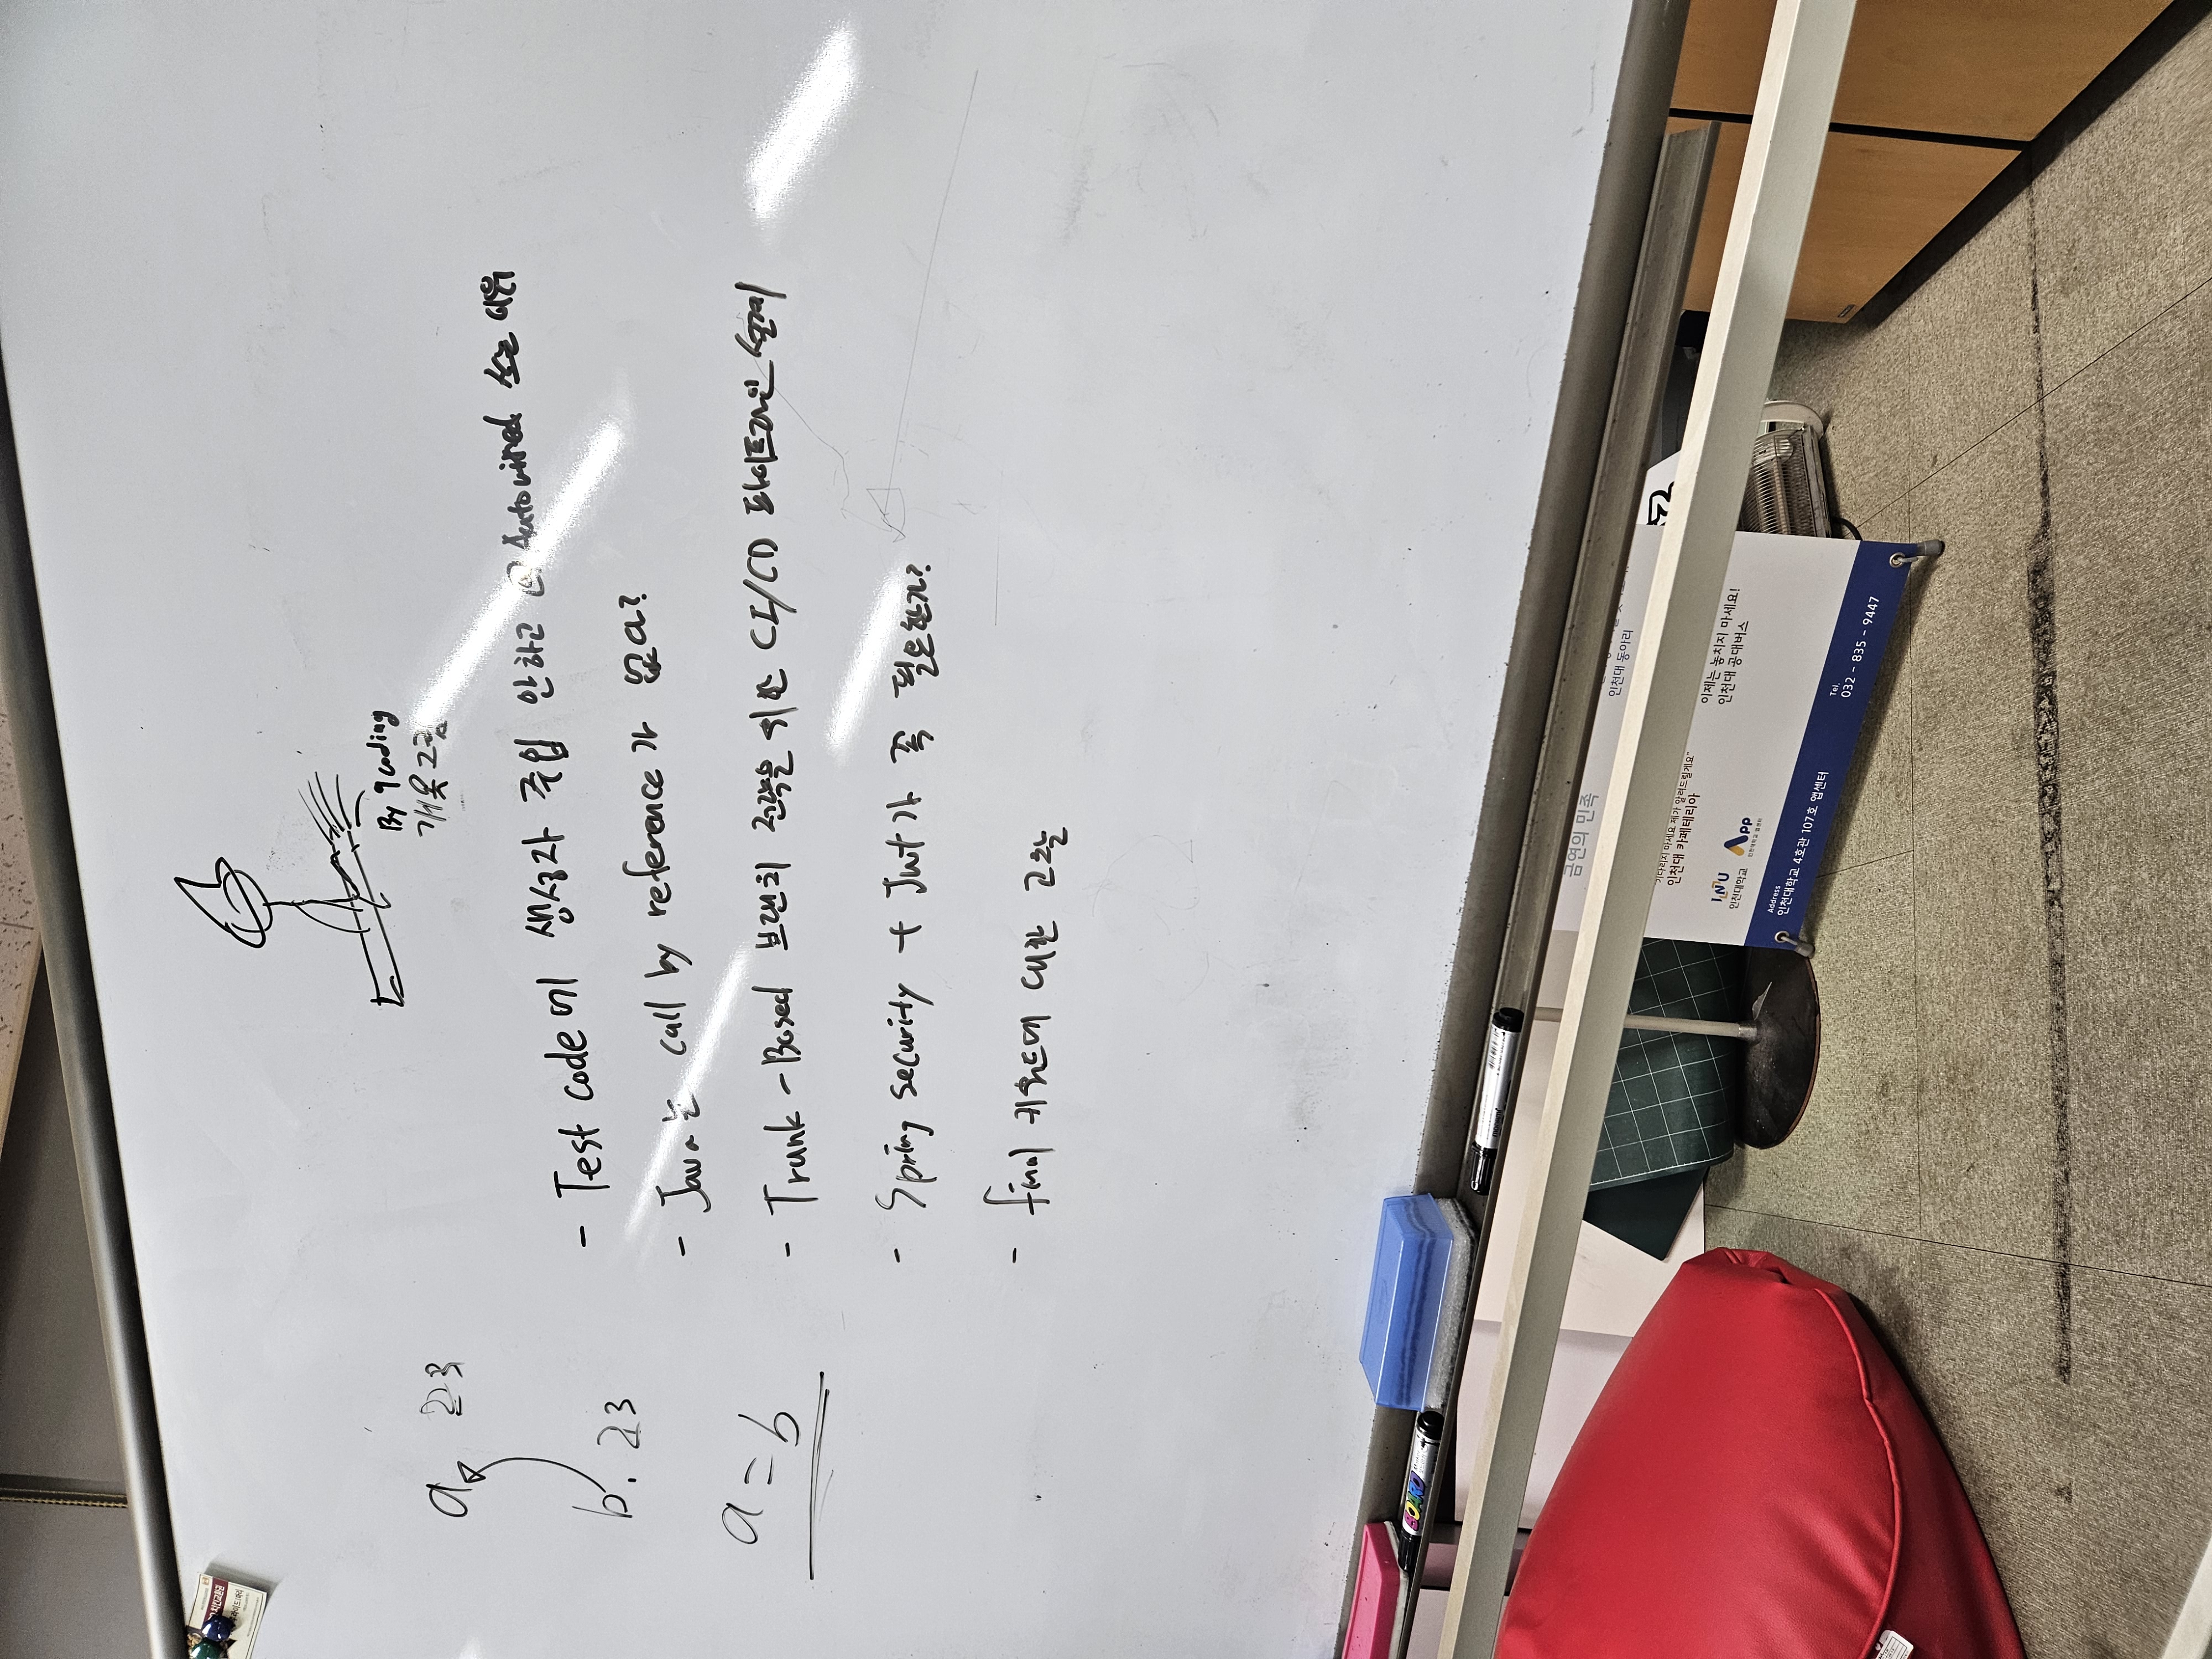 By 9coding
개못그림
a 23
b. 23
a = b
- Test code에 생성자 주입 안하고 @Autowired 쓰는 이유
- Java는 call by reference가 없다?
- Trunk-Based 브랜치 전략을 위한 CI/CD 파이프라인 설계
- Spring security + Jwt가 꼭 필요한가?
- final 키워드에 대한 고찰
BOARD
monami
금연의 민족
인천대 동아리
"기다리지 마세요 제가 알려드릴게요"
인천대 카페테리아
이제는 놓치지 마세요!
인천대 공대버스
INU
인천대학교
App
인천대학교 앱센터
Address
인천대학교 4호관 107호 앱센터
Tel.
032 - 835 - 9447